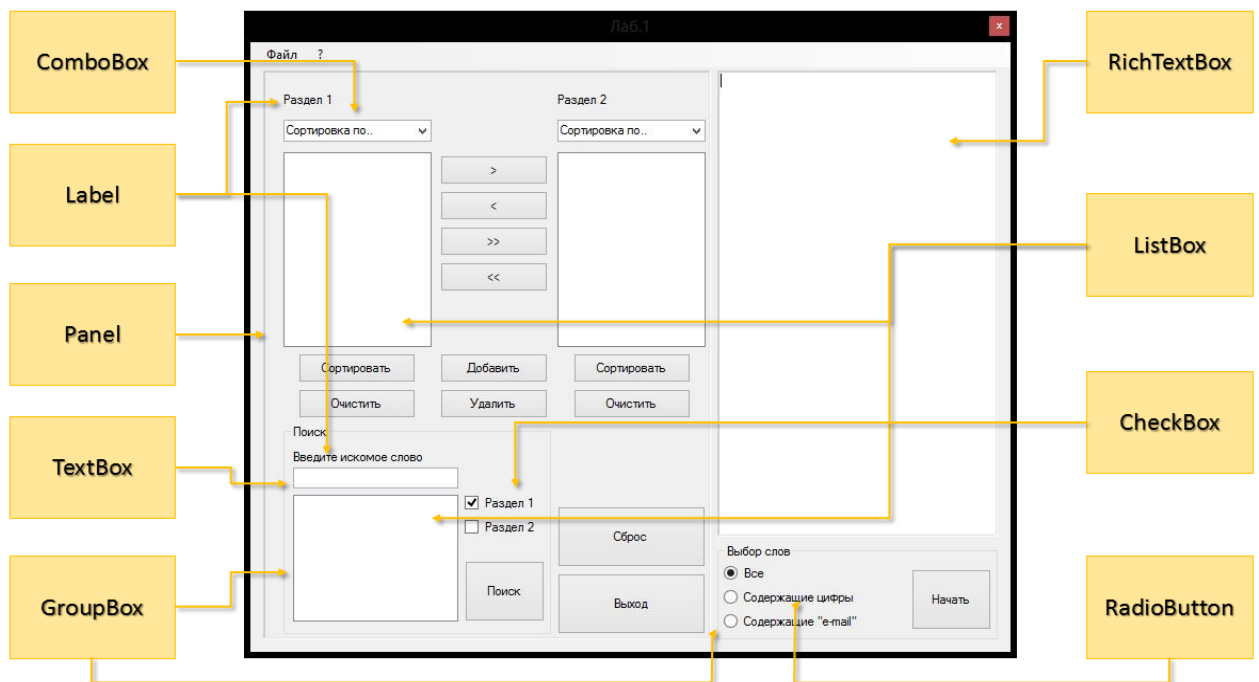 Лаб.1
x
Файл ?
ComboBox
Label
Panel
TextBox
GroupBox
Раздел 1
Сортировка по..
Раздел 2
Сортировка по..
>
<
>>
<<
Сортировать
Добавить
Сортировать
Очистить
Удалить
Очистить
Поиск
Введите искомое слово
Раздел 1
Раздел 2
Поиск
Сброс
Выход
Выбор слов
Все
Содержащие цифры
Содержащие "e-mail"
Начать
RichTextBox
ListBox
CheckBox
RadioButton